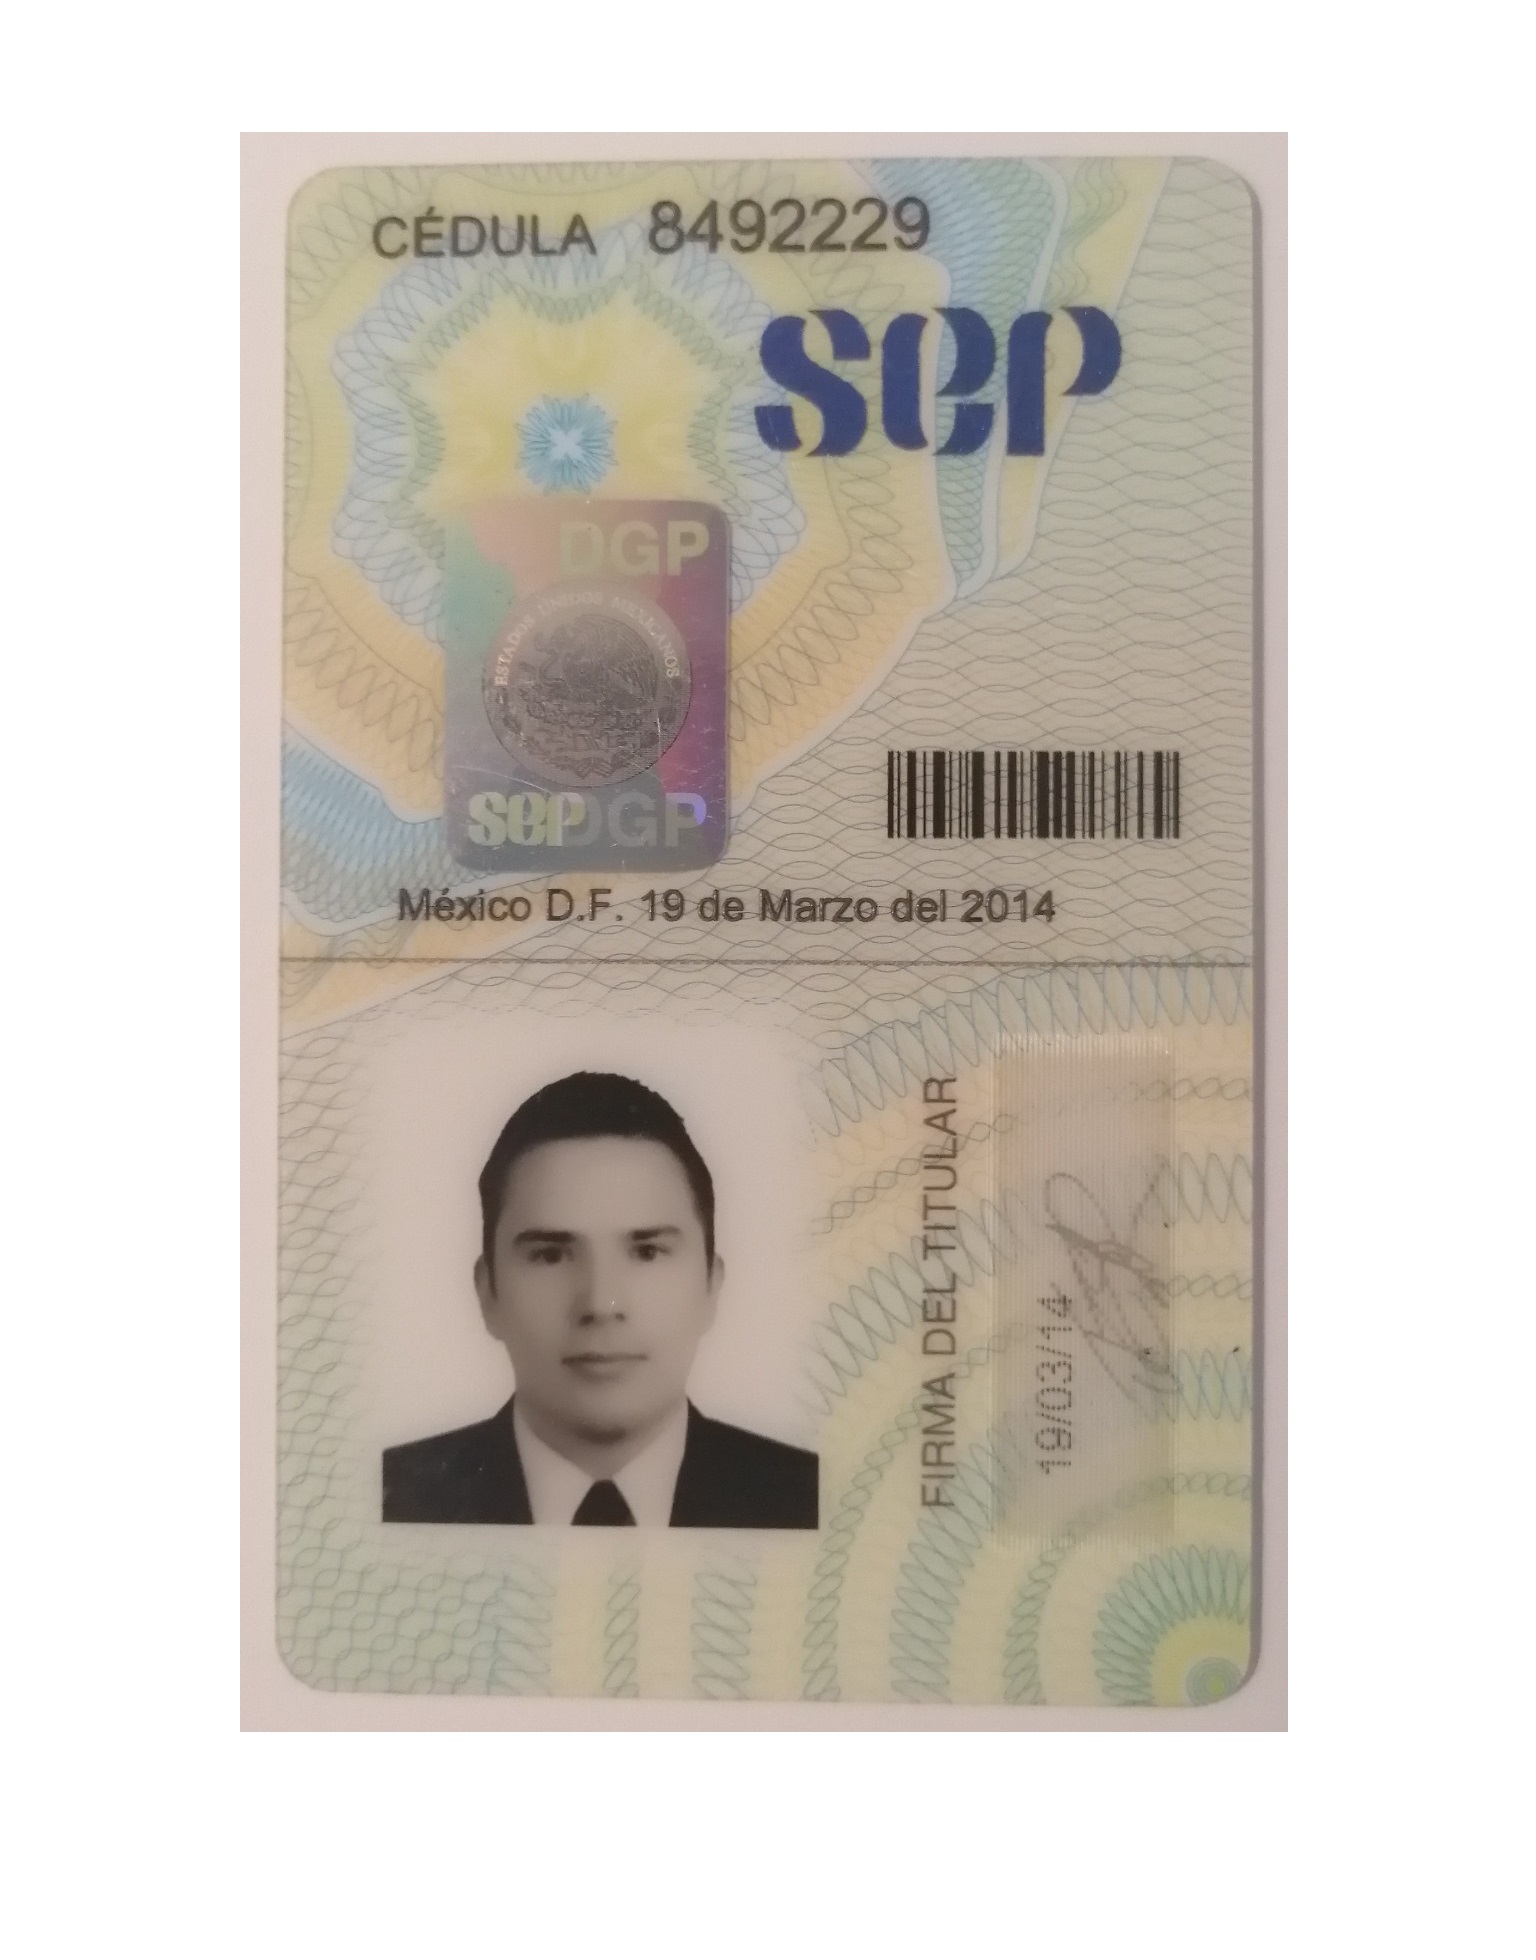 CÉDULA 8492229
sep
DGP
ESTADOS UNIDOS MEXICANOS
sep DGP
México D.F. 19 de Marzo del 2014
FIRMA DEL TITULAR
19/03/14